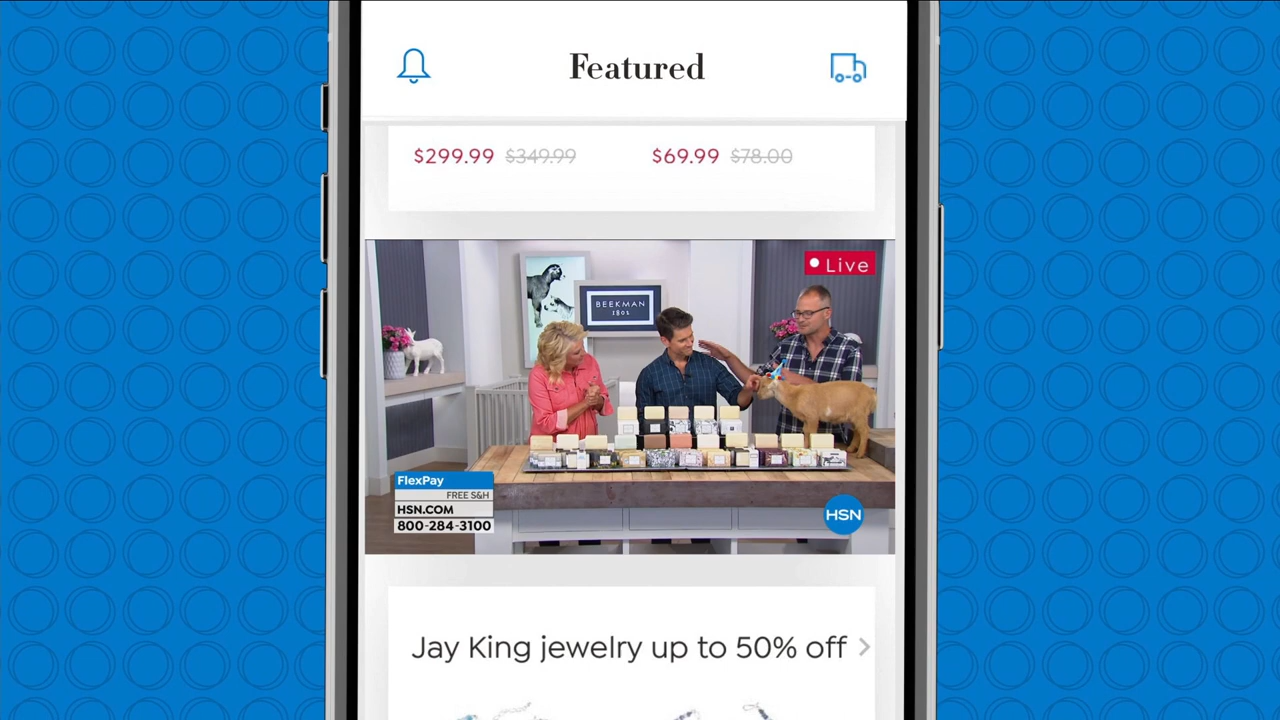 Featured
$299.99 $349.99 $69.99 $78.00
Live
BEEKMAN
1802
FlexPay
FREE S&H
HSN.COM
800-284-3100
HSN
Jay King jewelry up to 50% off